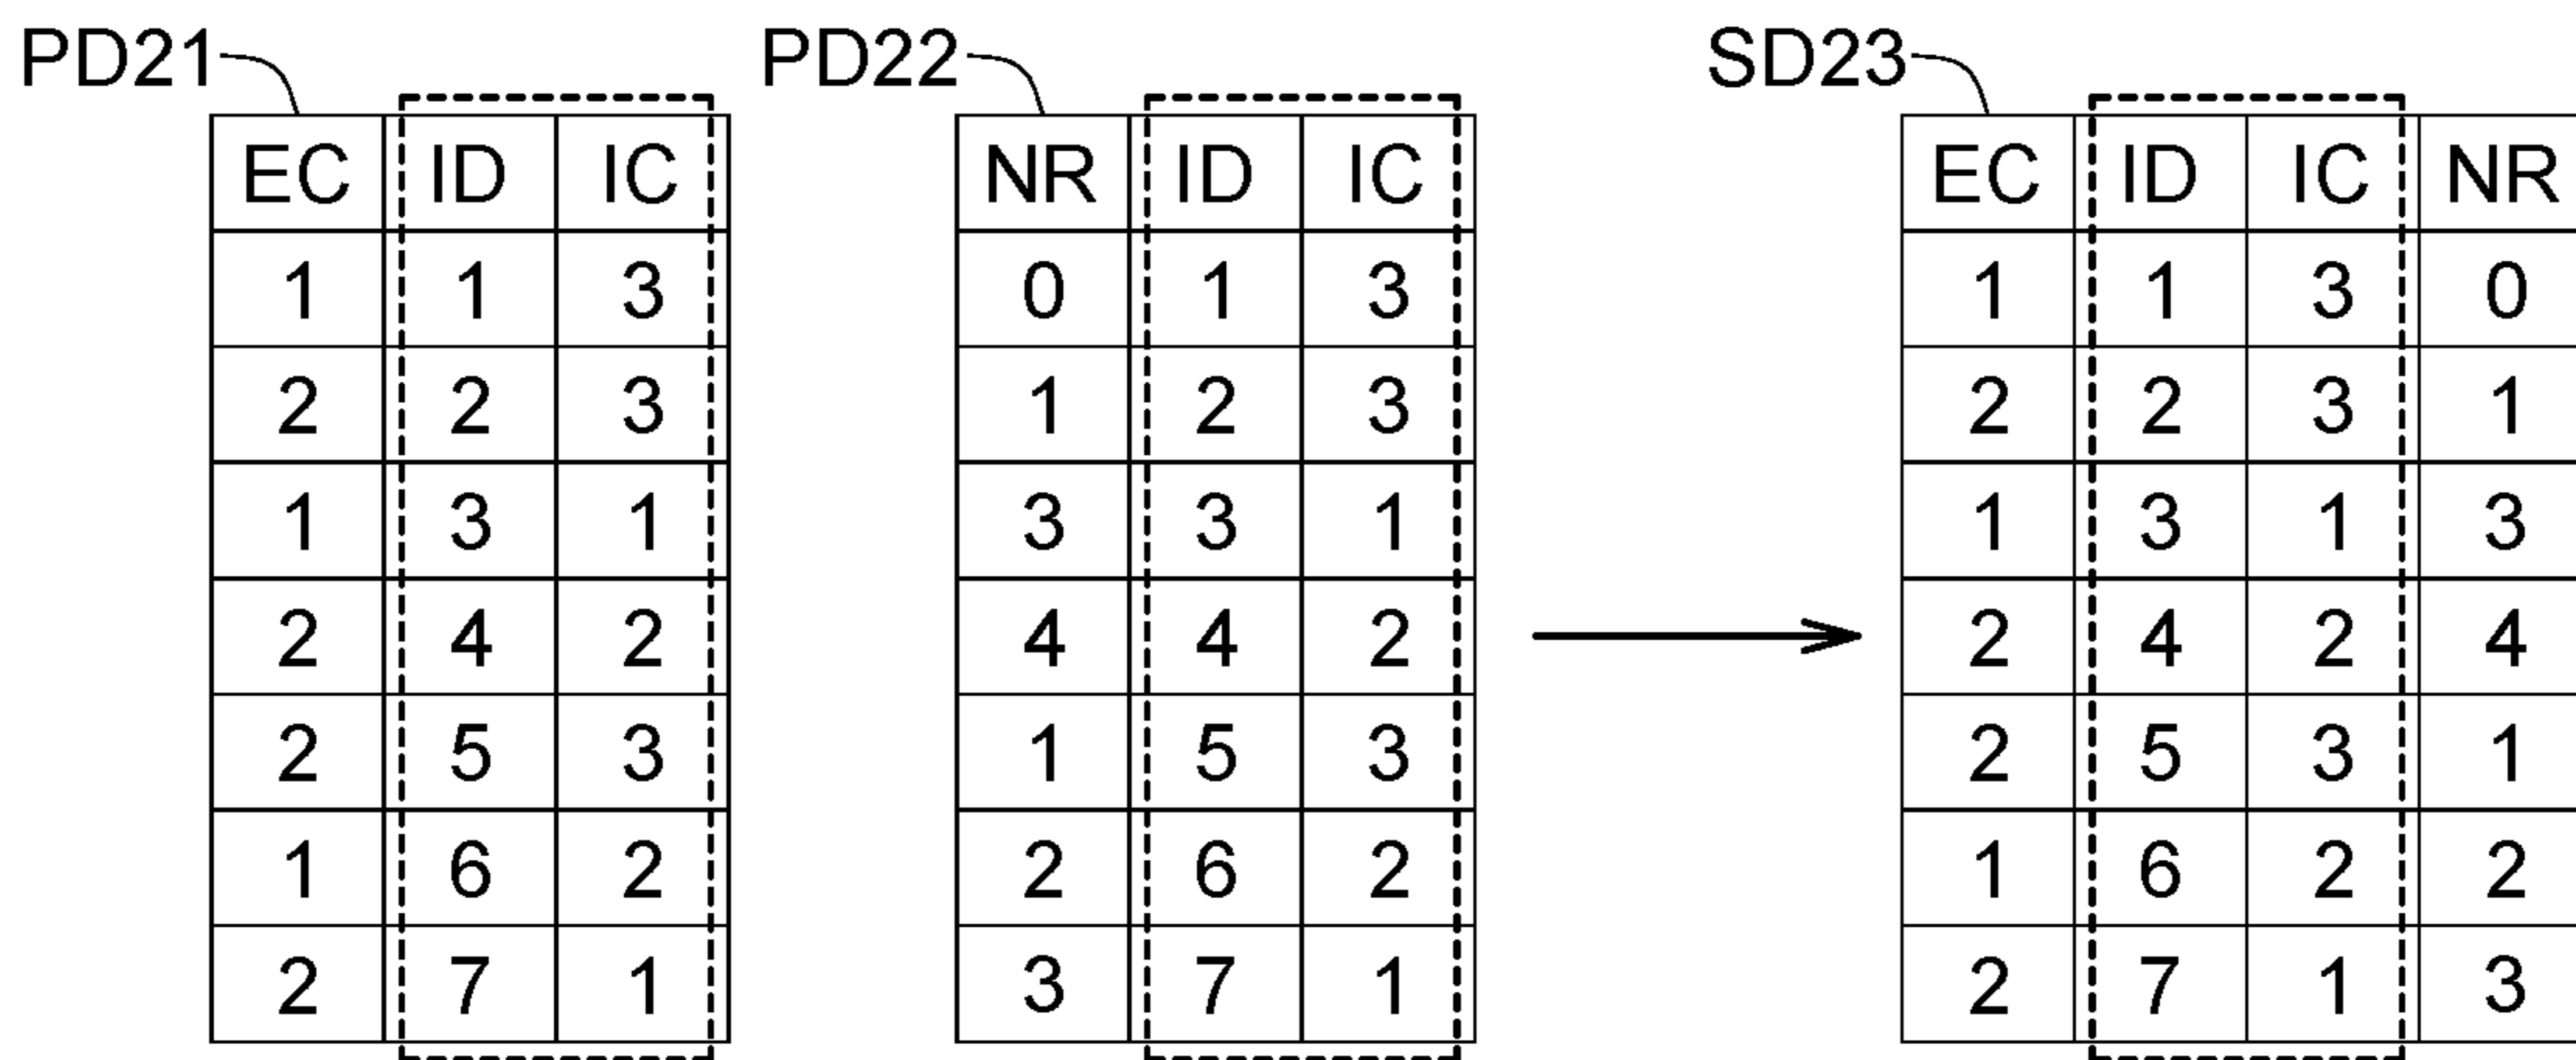 PD21 PD22 SD23
EC ID IC NR ID IC EC ID IC NR
1 1 3 0 1 3 1 1 3 0
2 2 3 1 2 3 2 2 3 1
1 3 1 3 3 1 1 3 1 3
2 4 2 4 4 2 2 4 2 4
2 5 3 1 5 3 2 5 3 1
1 6 2 2 6 2 1 6 2 2
2 7 1 3 7 1 2 7 1 3